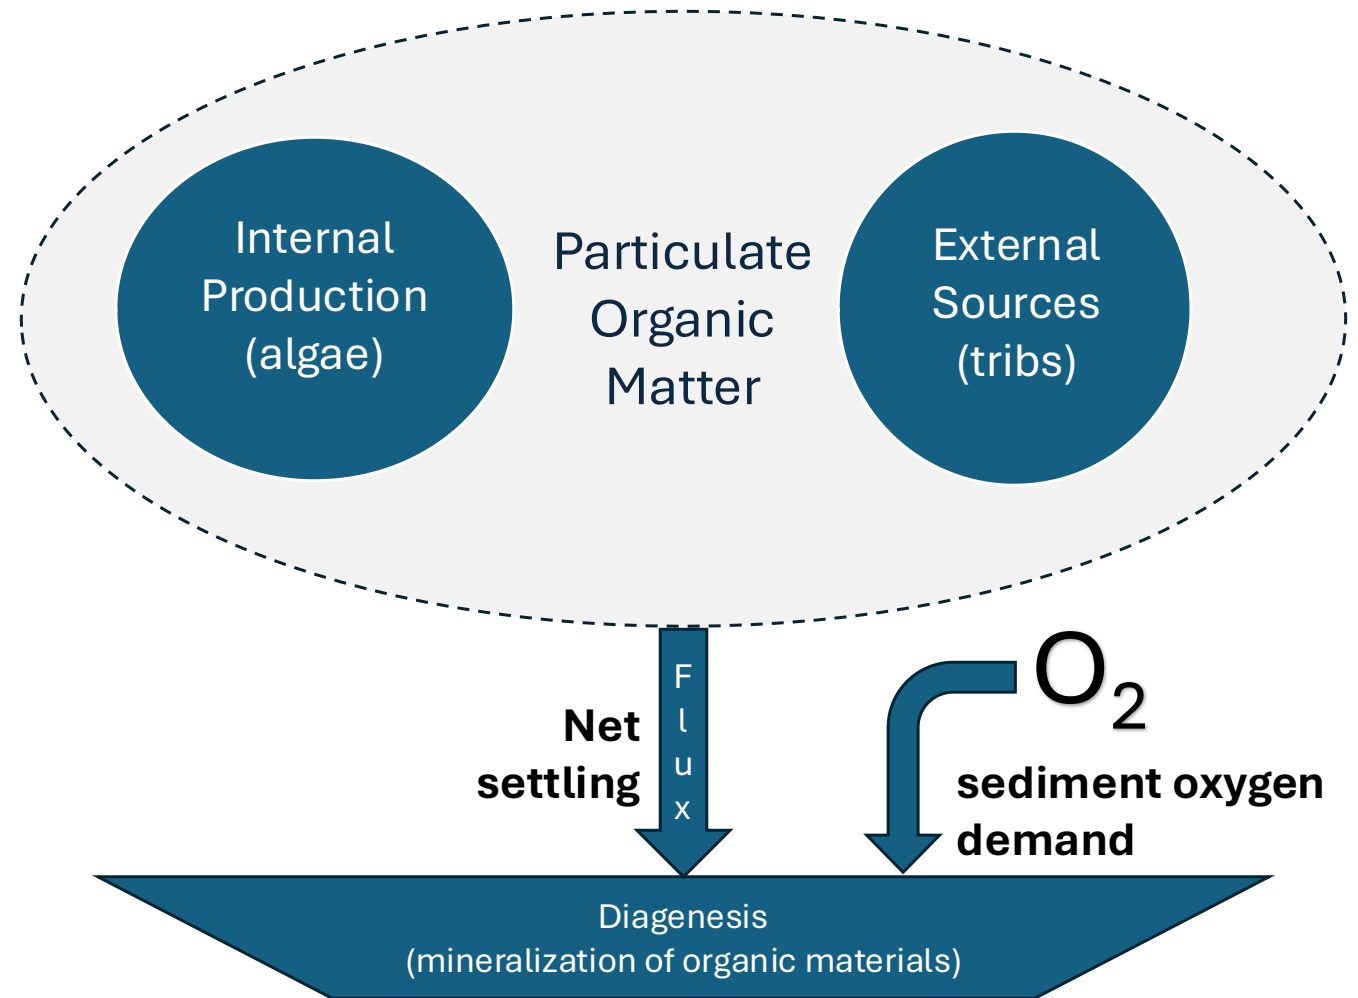 Internal
Production
(algae)
Particulate
Organic
Matter
External
Sources
(tribs)
Flux
Net
settling
O₂
sediment oxygen
demand
Diagenesis
(mineralization of organic materials)